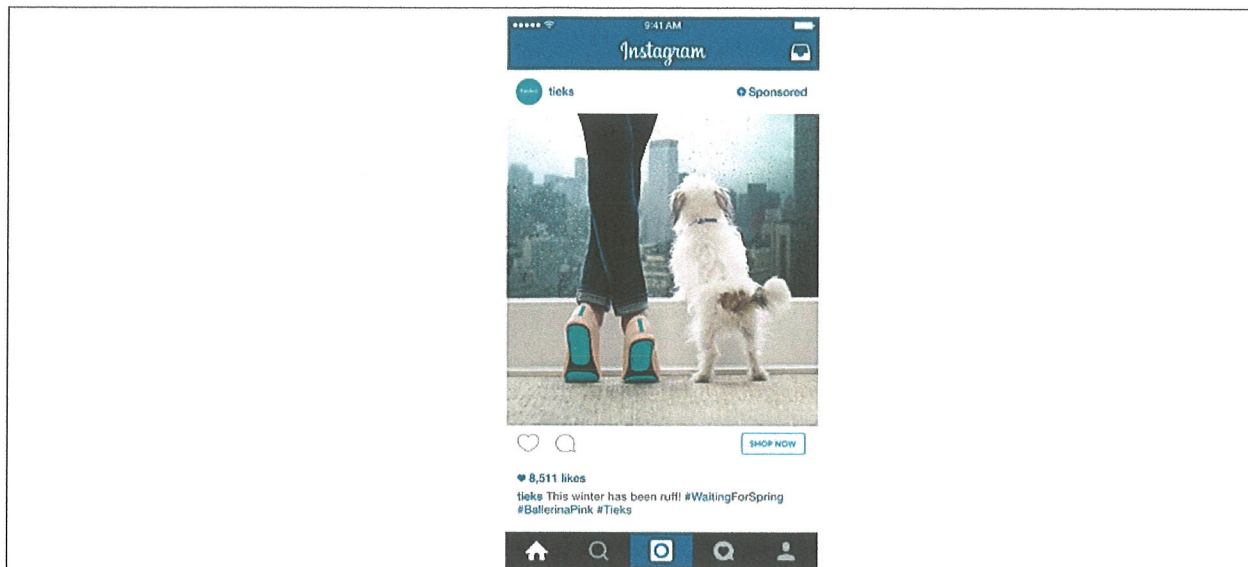 9:41 AM
Instagram
tieks
Sponsored
SHOP NOW
8,511 likes
tieks This winter has been ruff! #WaitingForSpring
#BallerinaPink #Tieks